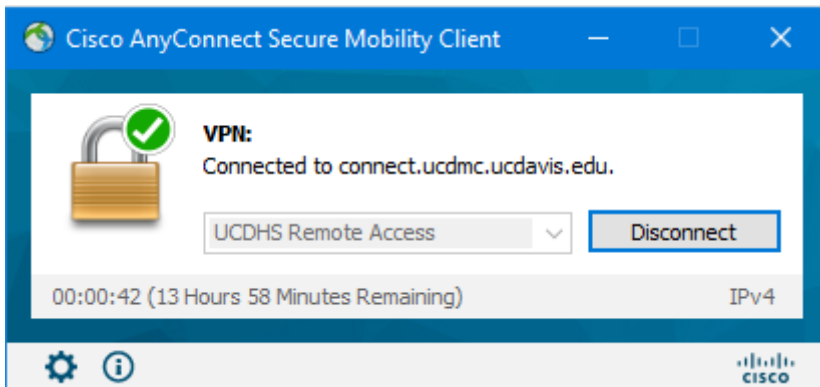 Cisco AnyConnect Secure Mobility Client
VPN:
Connected to connect.ucdmc.ucdavis.edu.
UCDHS Remote Access
Disconnect
00:00:42 (13 Hours 58 Minutes Remaining)
IPv4
CISCO